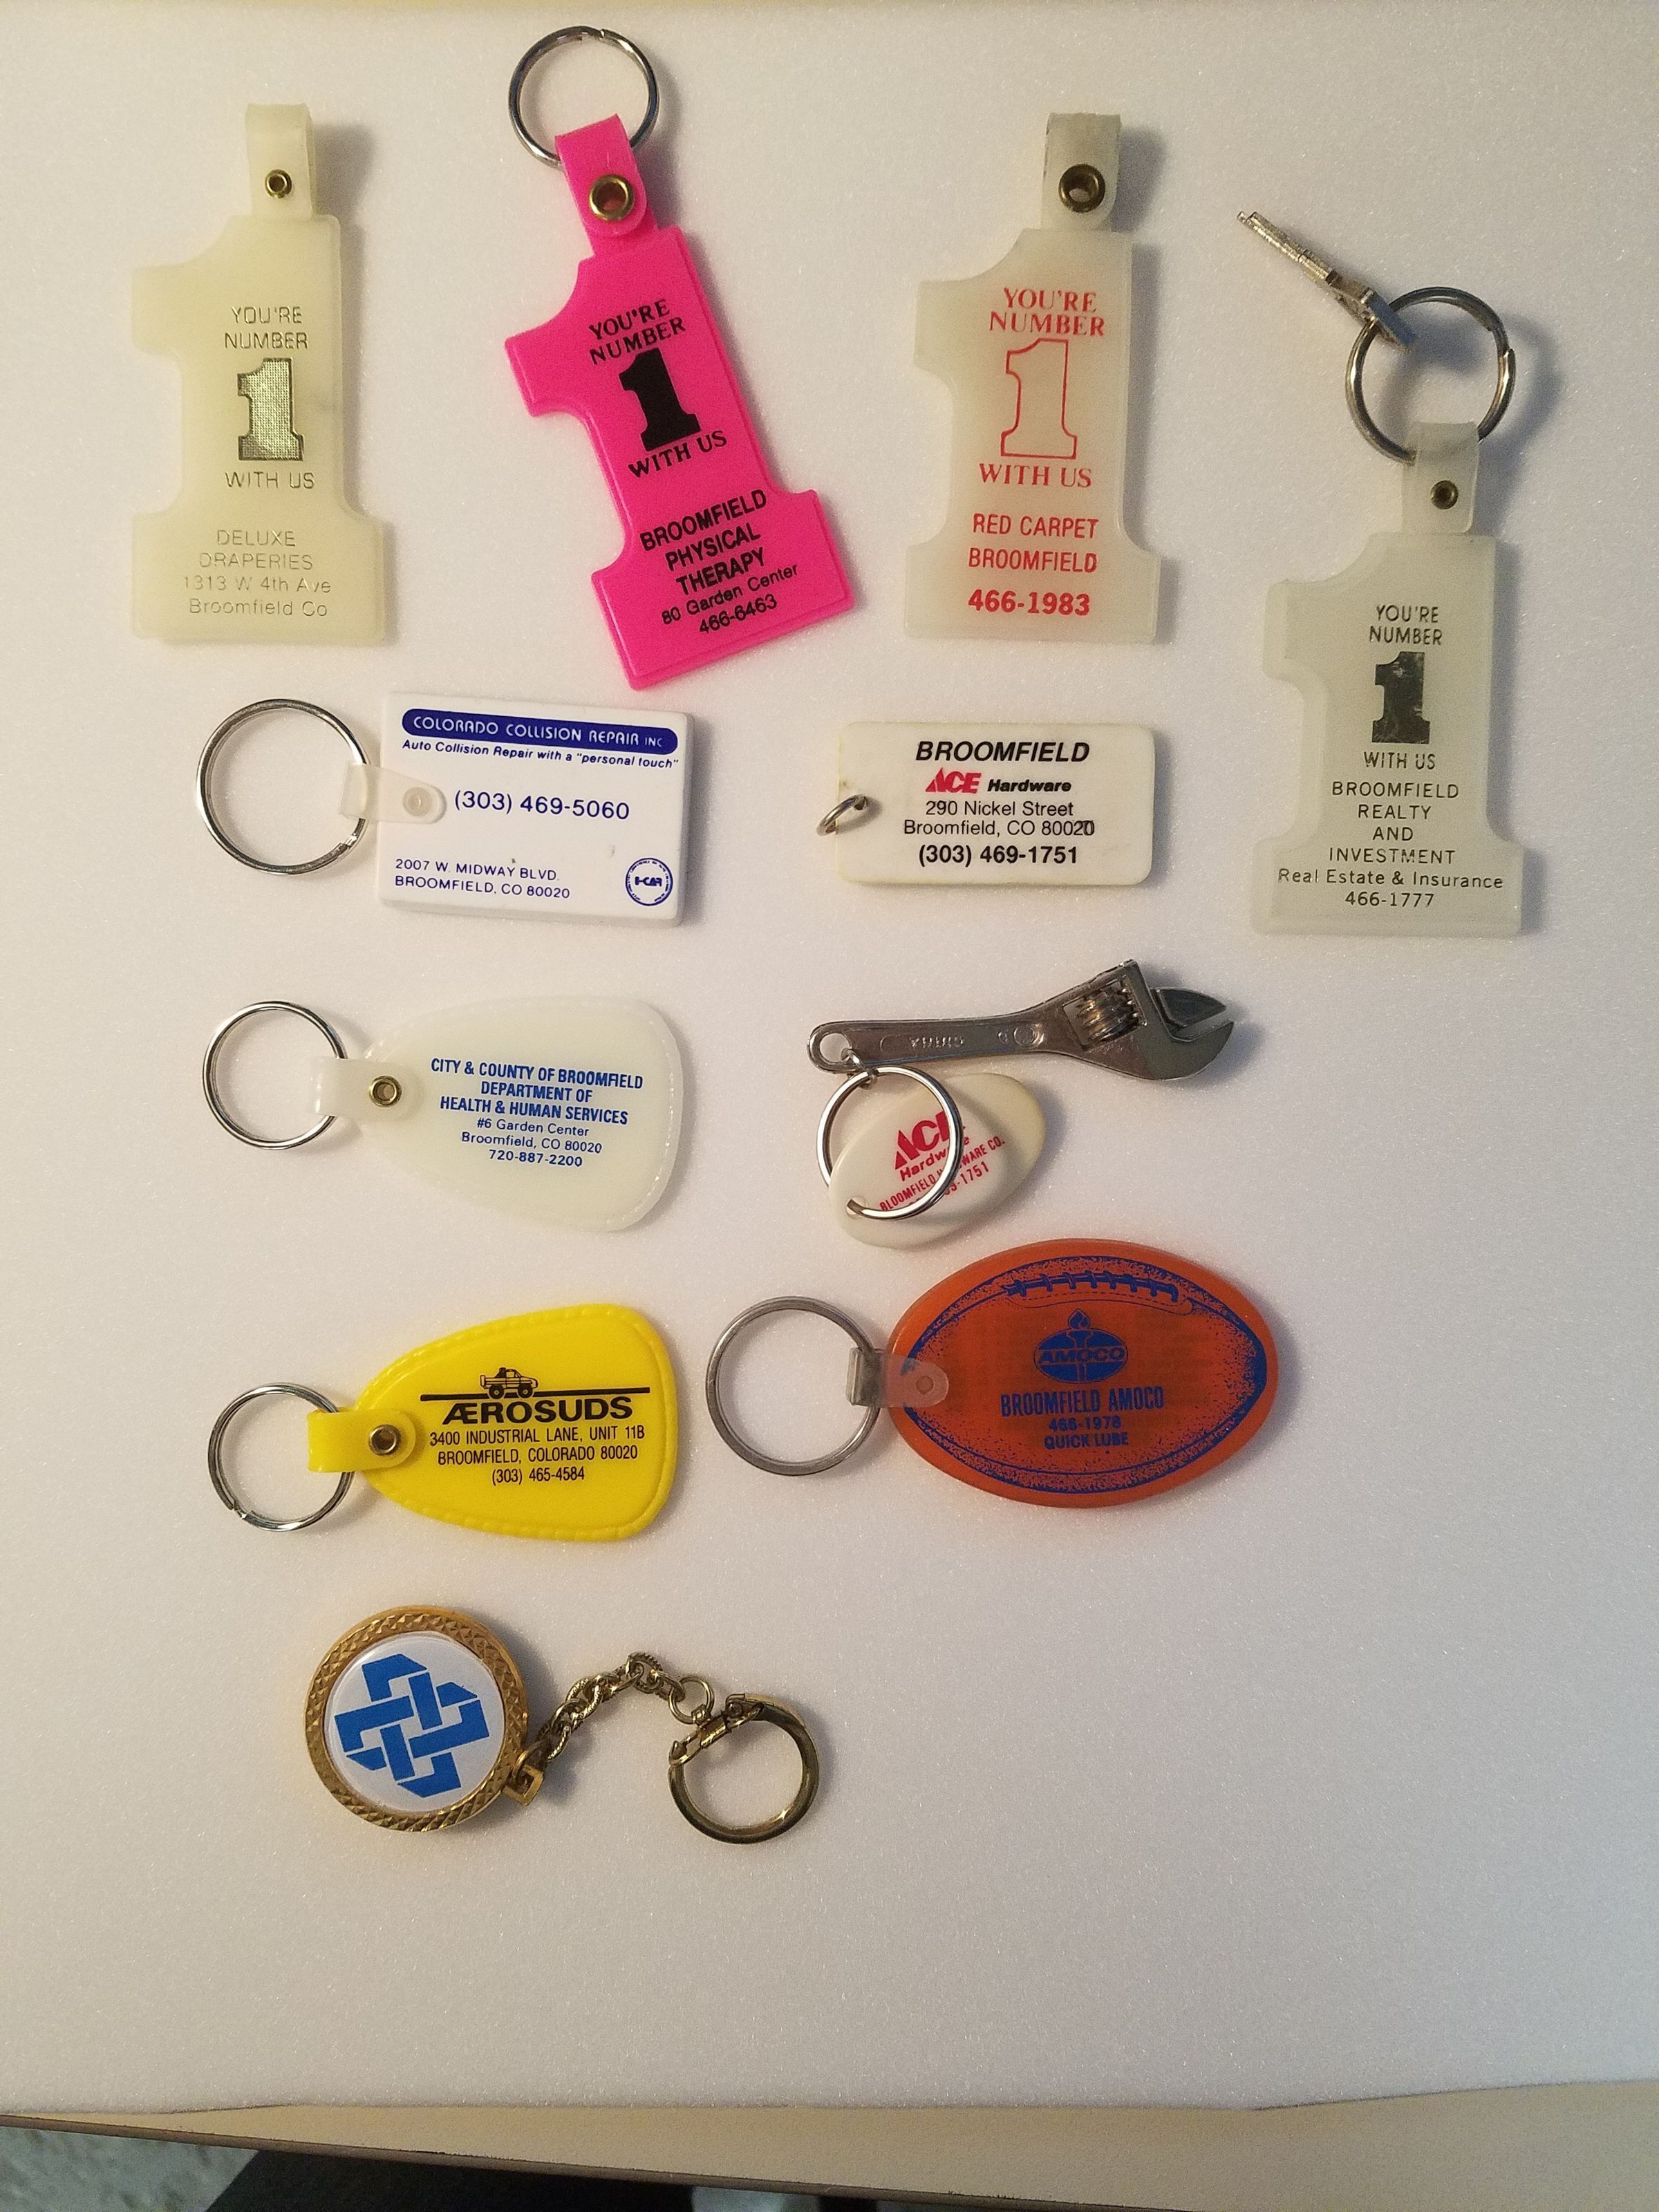 YOU'RE
NUMBER
1
WITH US
DELUXE
DRAPERIES
1313 W 4th Ave
Broomfield Co
YOU'RE
NUMBER
1
WITH US
BROOMFIELD
PHYSICAL
THERAPY
80 Garden Center
466-6463
YOU'RE
NUMBER
1
WITH US
RED CARPET
BROOMFIELD
466-1983
YOU'RE
NUMBER
1
WITH US
BROOMFIELD
REALTY
AND
INVESTMENT
Real Estate & Insurance
466-1777
COLORADO COLLISION REPAIR INC
Auto Collision Repair with a "personal touch"
(303) 469-5060
2007 W. MIDWAY BLVD.
BROOMFIELD, CO 80020
I-CAR
BROOMFIELD
ACE Hardware
290 Nickel Street
Broomfield, CO 80020
(303) 469-1751
CITY & COUNTY OF BROOMFIELD
DEPARTMENT OF
HEALTH & HUMAN SERVICES
#6 Garden Center
Broomfield, CO 80020
720-887-2200
CHINA
ACE
Hardware
CO.
1751
ÆROSUDS
3400 INDUSTRIAL LANE, UNIT 11B
BROOMFIELD, COLORADO 80020
(303) 465-4584
AMOCO
BROOMFIELD AMOCO
466-1978
QUICK LUBE